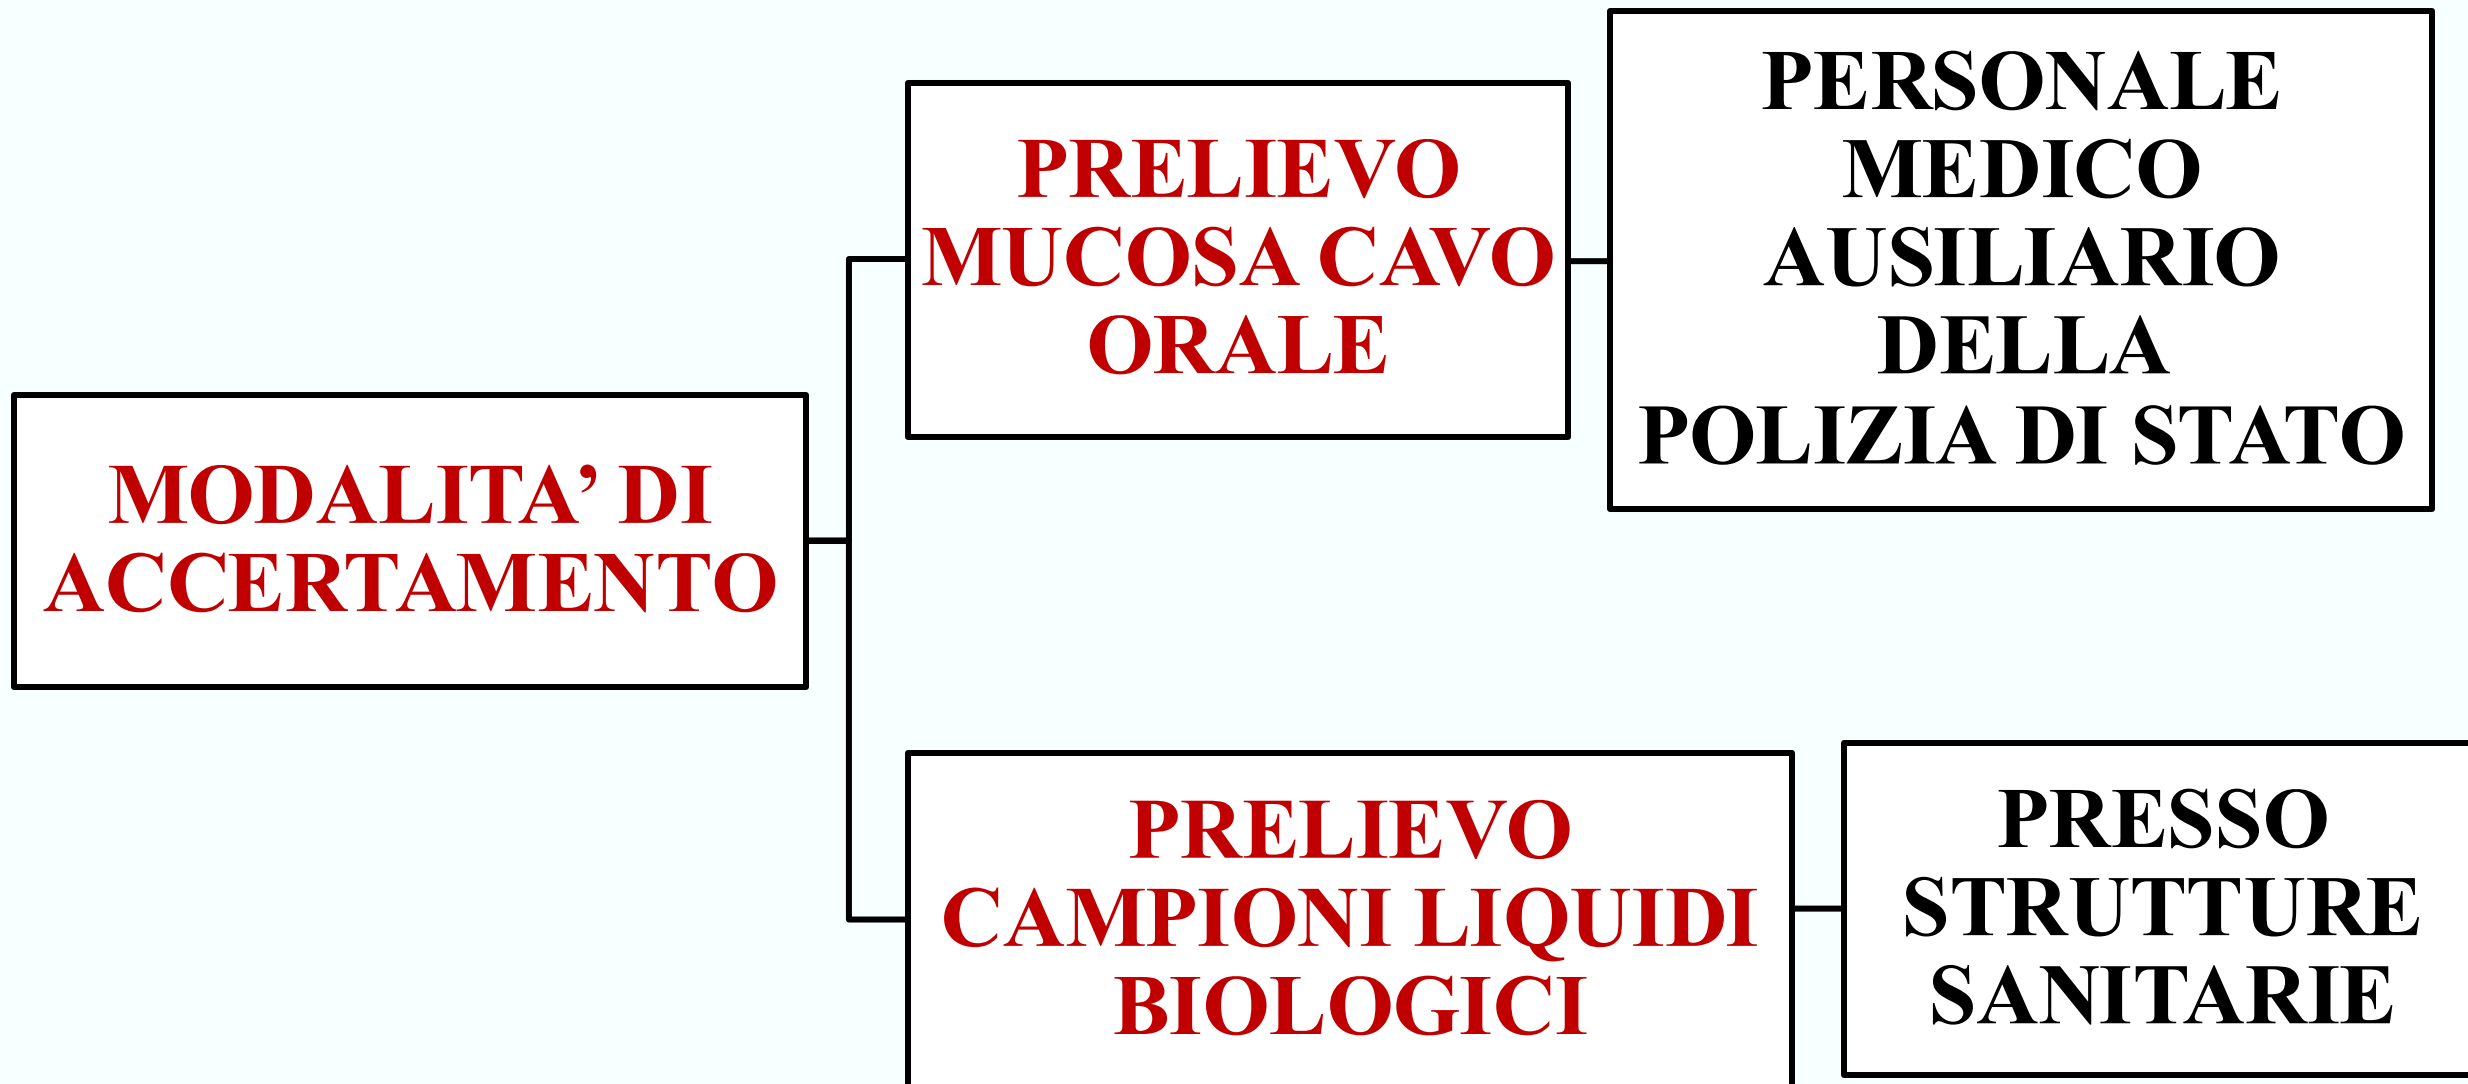 MODALITA’ DI
ACCERTAMENTO
PRELIEVO
MUCOSA CAVO
ORALE
PERSONALE
MEDICO
AUSILIARIO
DELLA
POLIZIA DI STATO
PRELIEVO
CAMPIONI LIQUIDI
BIOLOGICI
PRESSO
STRUTTURE
SANITARIE